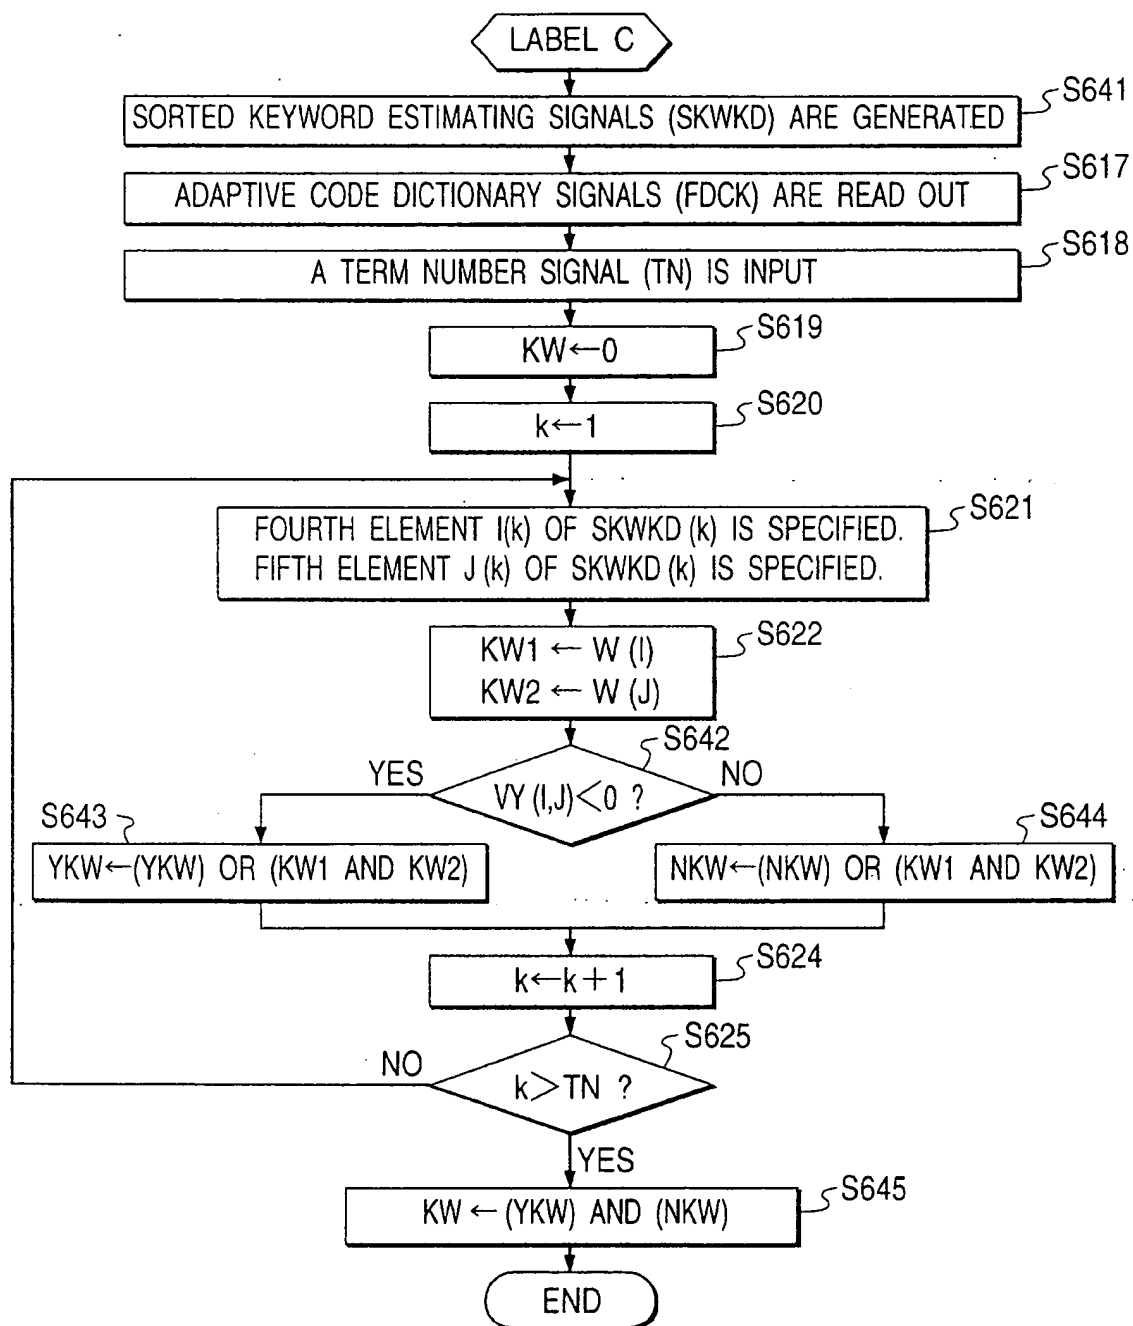 LABEL C
S641
SORTED KEYWORD ESTIMATING SIGNALS (SKWKD) ARE GENERATED
S617
ADAPTIVE CODE DICTIONARY SIGNALS (FDCK) ARE READ OUT
S618
A TERM NUMBER SIGNAL (TN) IS INPUT
S619
KW←0
S620
k←1
S621
FOURTH ELEMENT I(k) OF SKWKD (k) IS SPECIFIED.
FIFTH ELEMENT J (k) OF SKWKD (k) IS SPECIFIED.
S622
KW1 ← W (I)
KW2 ← W (J)
S642
YES
VY (I,J)<0 ?
NO
S643
YKW←(YKW) OR (KW1 AND KW2)
S644
NKW←(NKW) OR (KW1 AND KW2)
S624
k←k+1
S625
NO
k>TN ?
YES
S645
KW ← (YKW) AND (NKW)
END